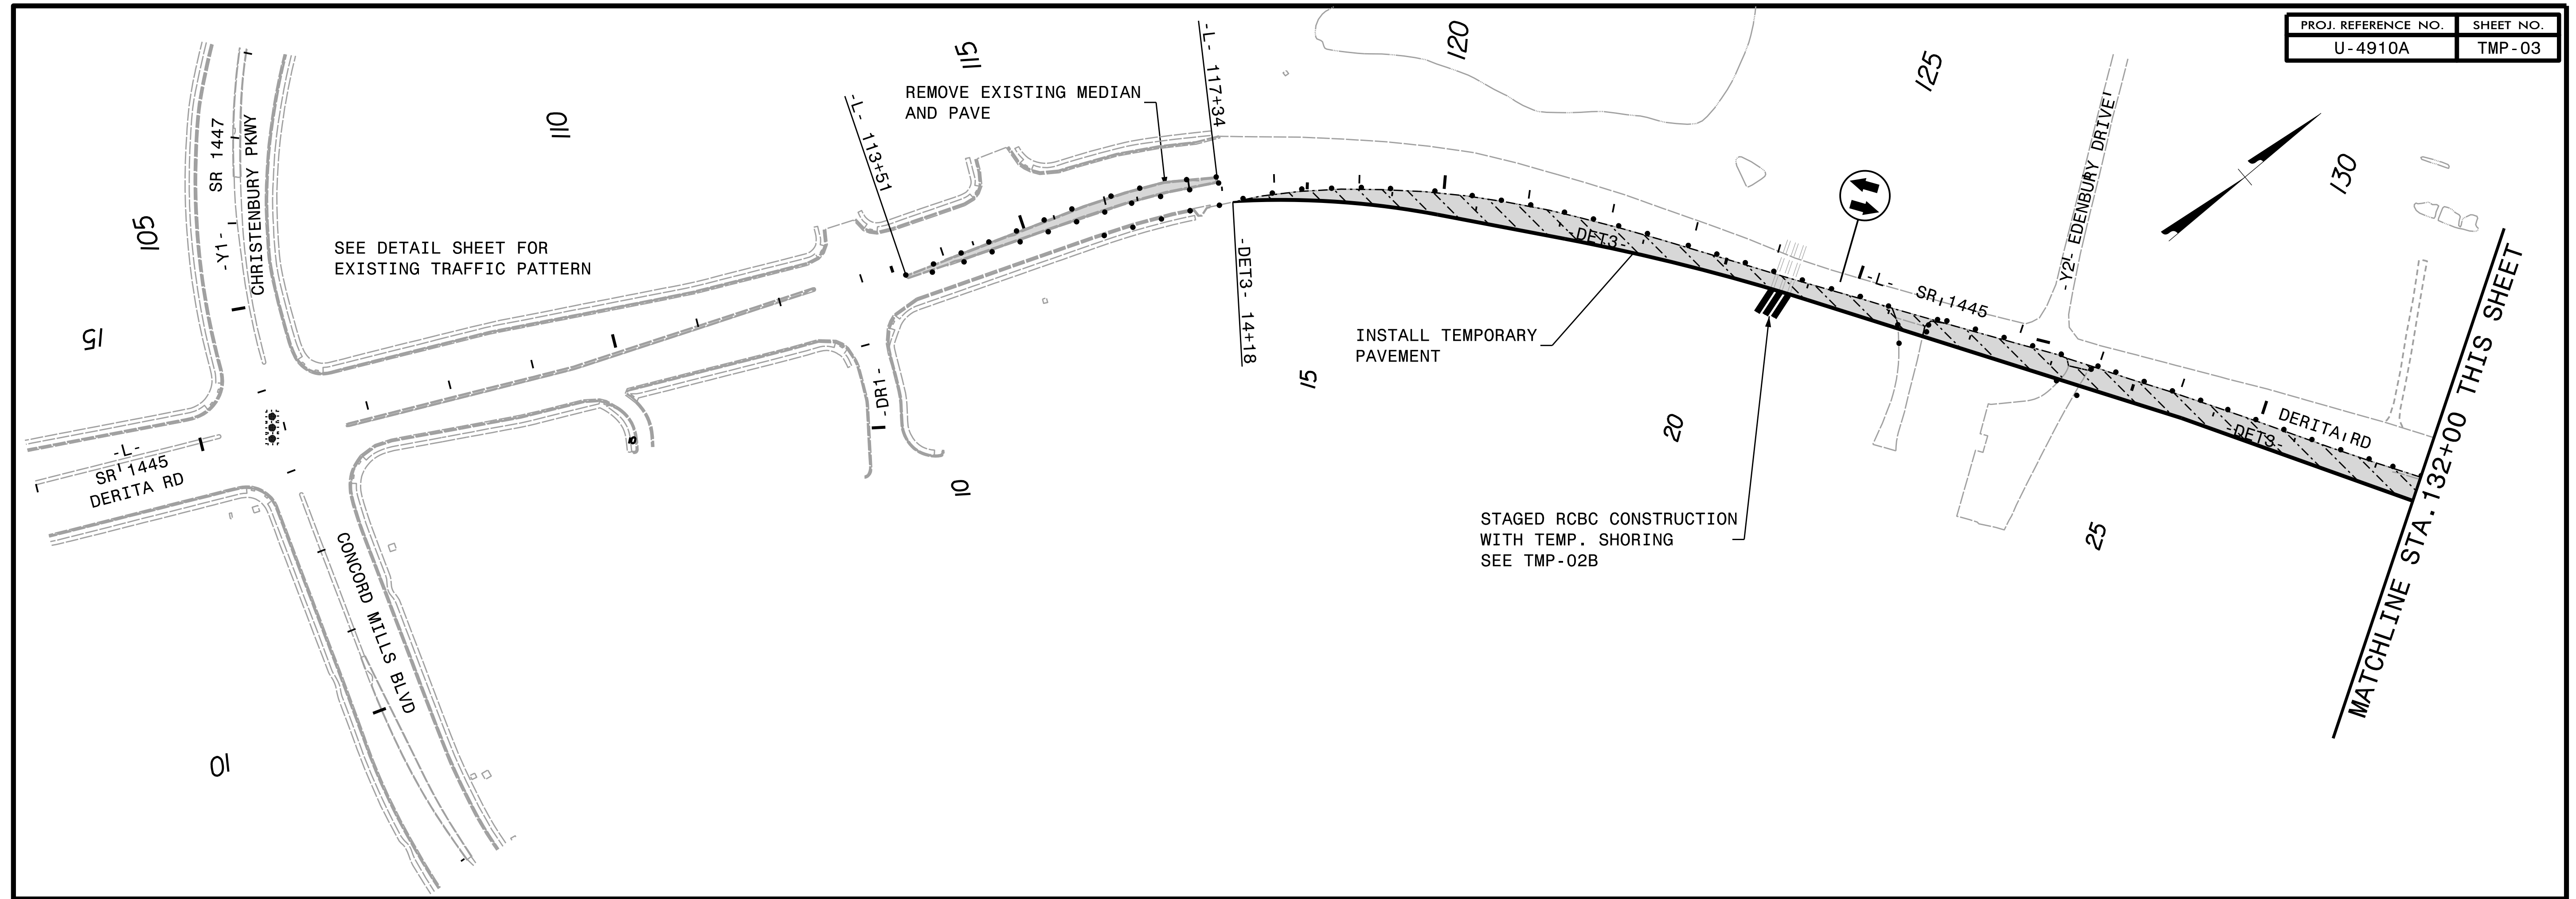 PROJ. REFERENCE NO.
SHEET NO.
U-4910A
TMP-03
120
115
110
105
125
130
-L- 117+34
REMOVE EXISTING MEDIAN
AND PAVE
-L- 113+51
SR 1447
CHRISTENBURY PKWY
-Y1-
SEE DETAIL SHEET FOR
EXISTING TRAFFIC PATTERN
15
-Y2- EDENBURY DRIVE
-DET3-
-DET3- 14+18
-L-
SR 1445
INSTALL TEMPORARY
PAVEMENT
15
-DR1-
20
DERITA RD
-DET3-
MATCHLINE STA. 132+00 THIS SHEET
-L-
SR 1445
DERITA RD
10
STAGED RCBC CONSTRUCTION
WITH TEMP. SHORING
SEE TMP-02B
25
CONCORD MILLS BLVD
10